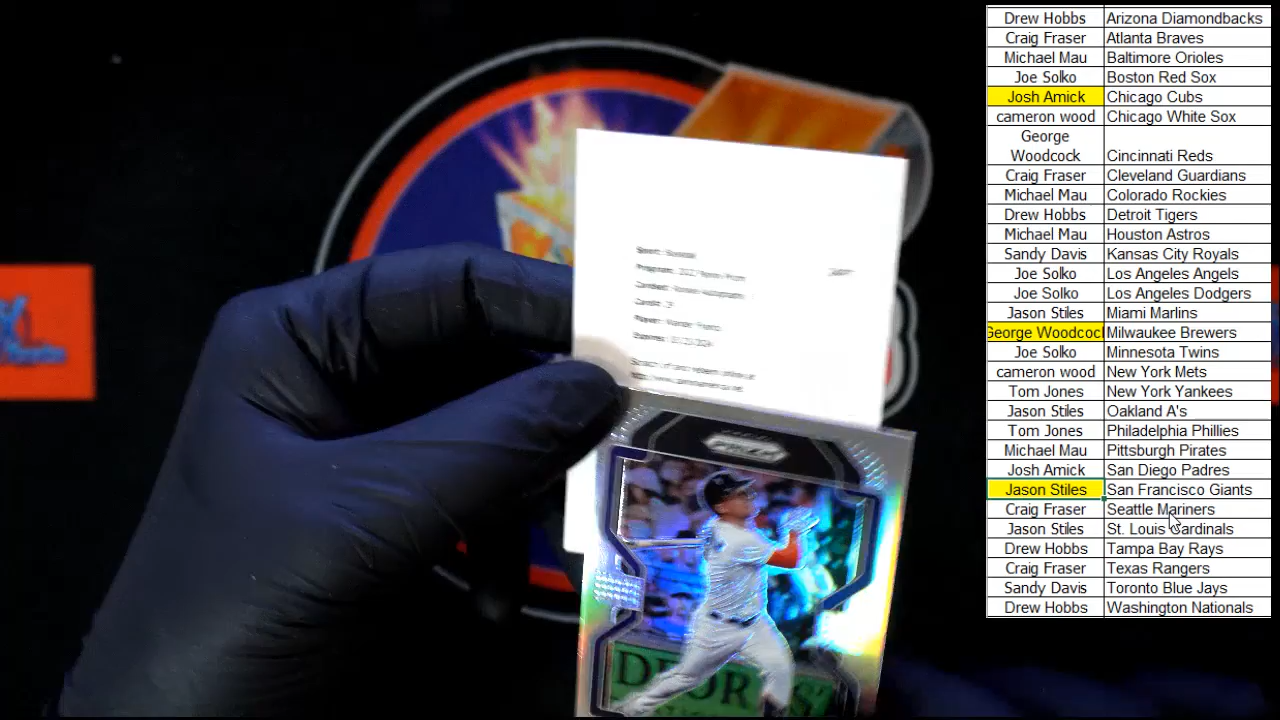 Drew Hobbs Arizona Diamondbacks
Craig Fraser Atlanta Braves
Michael Mau Baltimore Orioles
Joe Solko Boston Red Sox
Josh Amick Chicago Cubs
cameron wood Chicago White Sox
George
Woodcock Cincinnati Reds
Craig Fraser Cleveland Guardians
Michael Mau Colorado Rockies
Drew Hobbs Detroit Tigers
Michael Mau Houston Astros
Sandy Davis Kansas City Royals
Joe Solko Los Angeles Angels
Joe Solko Los Angeles Dodgers
Jason Stiles Miami Marlins
George Woodcock Milwaukee Brewers
Joe Solko Minnesota Twins
cameron wood New York Mets
Tom Jones New York Yankees
Jason Stiles Oakland A's
Tom Jones Philadelphia Phillies
Michael Mau Pittsburgh Pirates
Josh Amick San Diego Padres
Jason Stiles San Francisco Giants
Craig Fraser Seattle Mariners
Jason Stiles St. Louis Cardinals
Drew Hobbs Tampa Bay Rays
Craig Fraser Texas Rangers
Sandy Davis Toronto Blue Jays
Drew Hobbs Washington Nationals